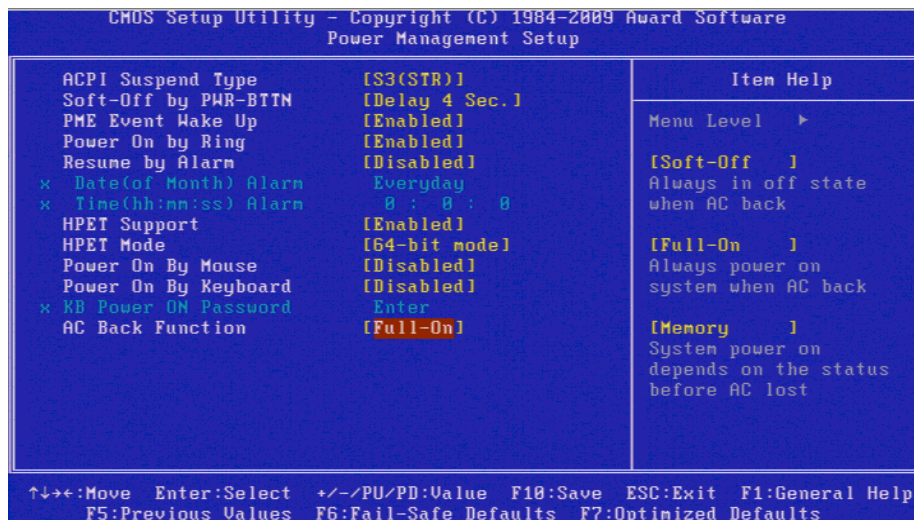 CMOS Setup Utility - Copyright (C) 1984-2009 Award Software
Power Management Setup
ACPI Suspend Type [S3(STR)]
Soft-Off by PWR-BTTN [Delay 4 Sec.]
PME Event Wake Up [Enabled]
Power On by Ring [Enabled]
Resume by Alarm [Disabled]
x Date(of Month) Alarm Everyday
x Time(hh:mm:ss) Alarm 0 : 0 : 0
HPET Support [Enabled]
HPET Mode [64-bit mode]
Power On By Mouse [Disabled]
Power On By Keyboard [Disabled]
x KB Power ON Password Enter
AC Back Function [Full-On]
Item Help
Menu Level ▸
[Soft-Off ]
Always in off state
when AC back
[Full-On ]
Always power on
system when AC back
[Memory ]
System power on
depends on the status
before AC lost
↑↓→←:Move Enter:Select +/-/PU/PD:Value F10:Save ESC:Exit F1:General Help
F5:Previous Values F6:Fail-Safe Defaults F7:Optimized Defaults